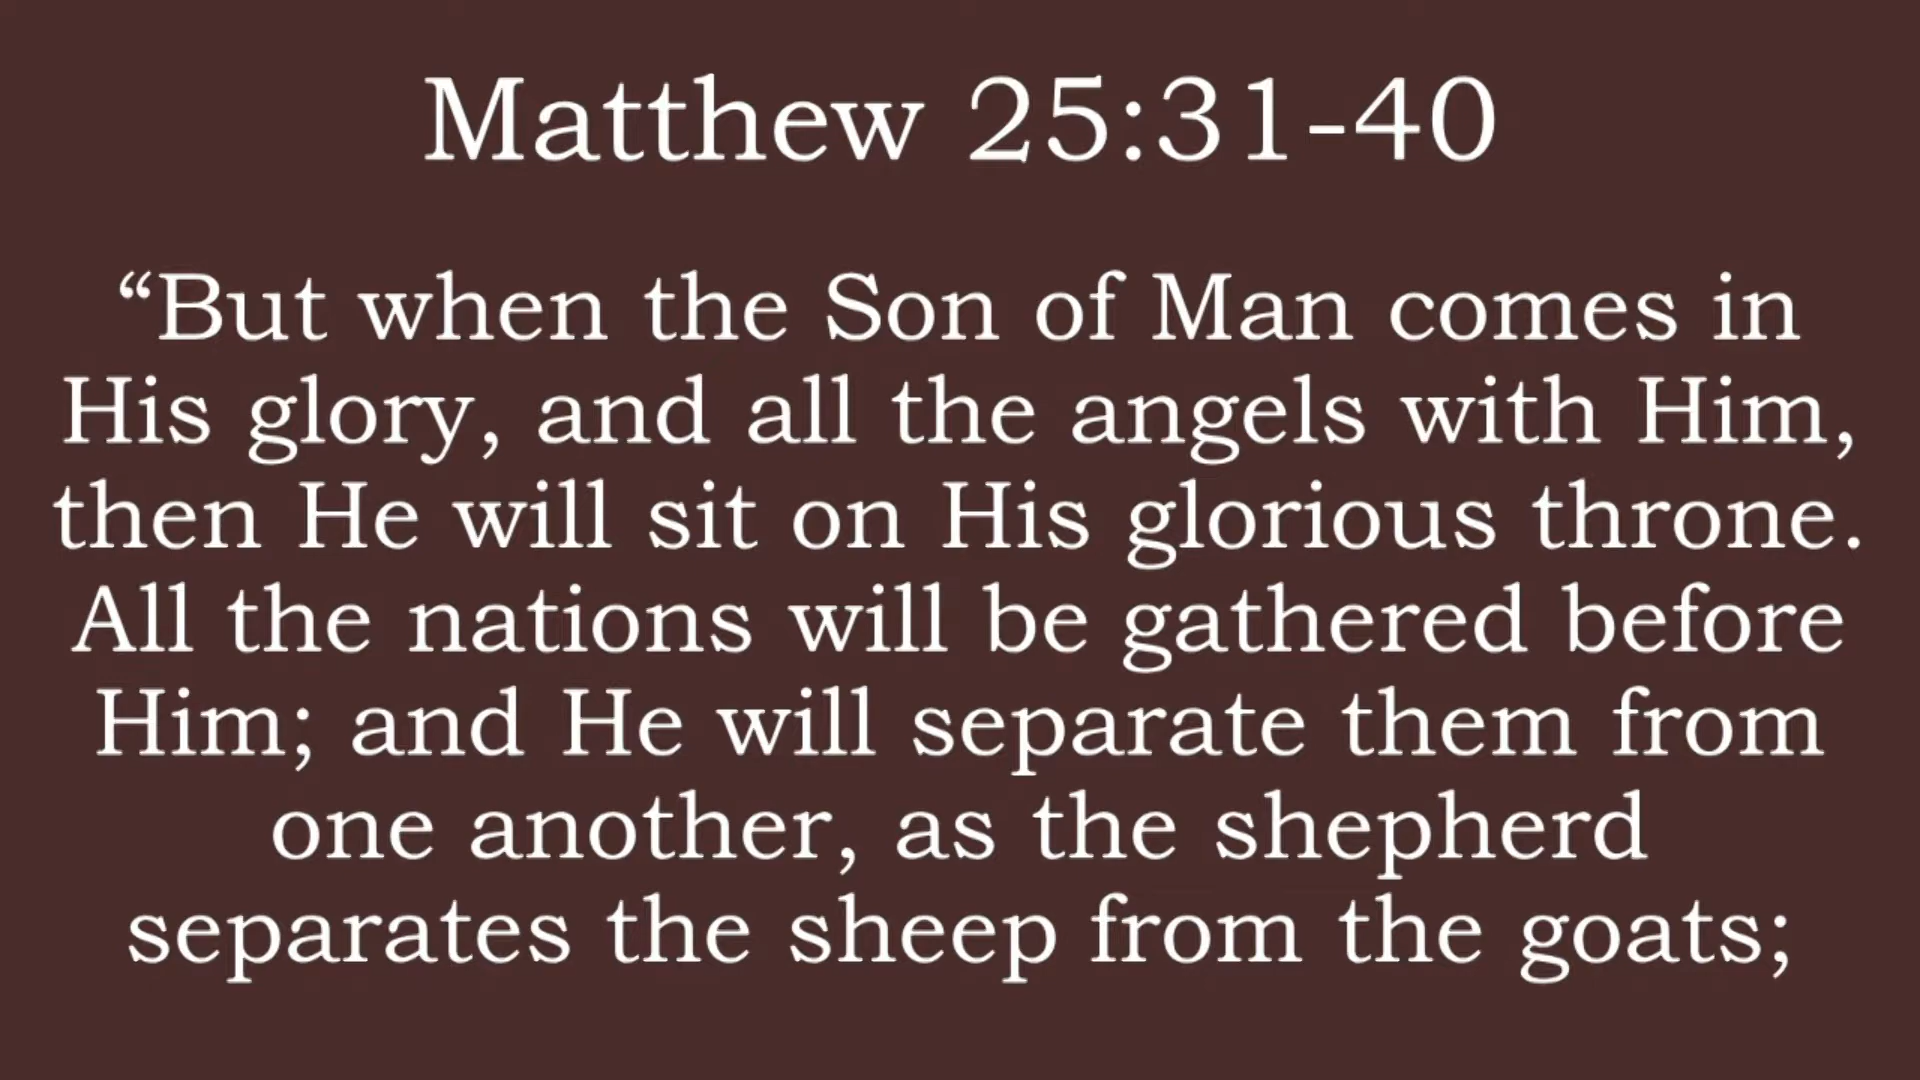 Matthew 25:31-40
“But when the Son of Man comes in
His glory, and all the angels with Him,
then He will sit on His glorious throne.
All the nations will be gathered before
Him; and He will separate them from
one another, as the shepherd
separates the sheep from the goats;